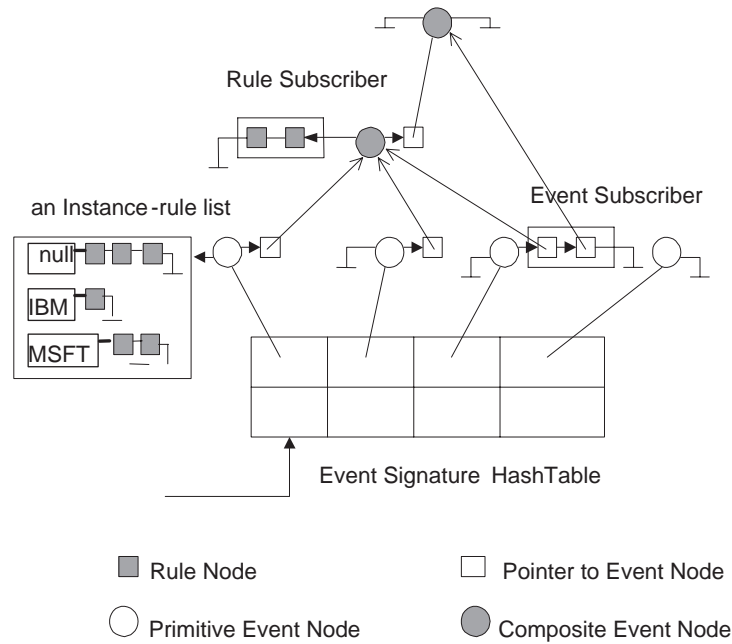 Rule Subscriber
Event Subscriber
an Instance-rule list
null
IBM
MSFT
Event Signature HashTable
Rule Node
Pointer to Event Node
Primitive Event Node
Composite Event Node